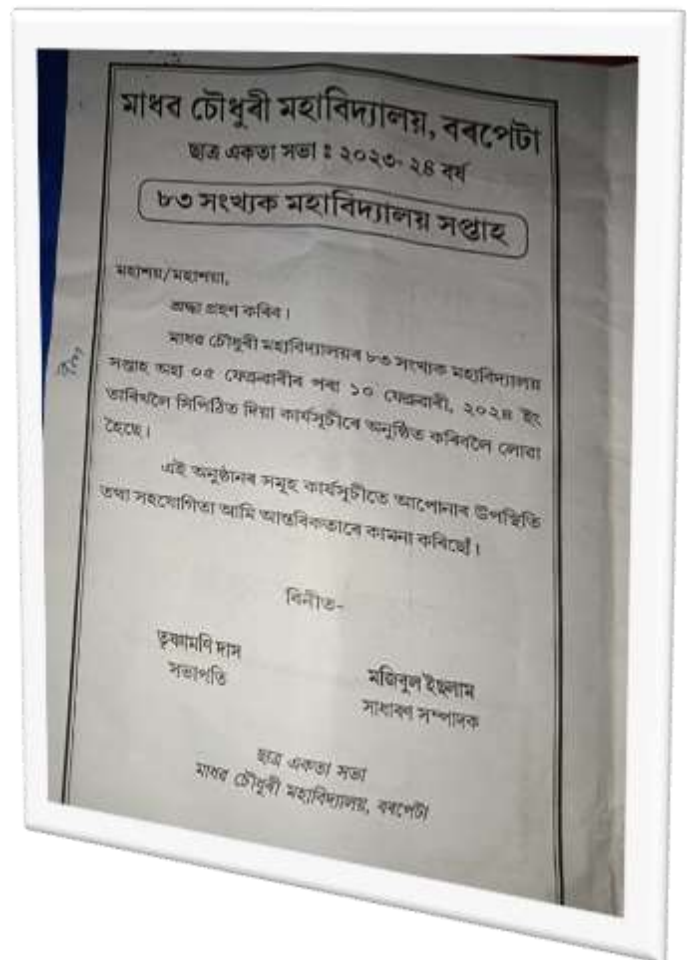 মাধৱ চৌধুৰী মহাবিদ্যালয়, বৰপেটা
ছাত্ৰ একতা সভা ঃ ২০২৩- ২৪ বৰ্ষ
৮৩ সংখ্যক মহাবিদ্যালয় সপ্তাহ
মহাশয়/মহাশয়া,
শ্ৰদ্ধা গ্ৰহণ কৰিব।
মাধৱ চৌধুৰী মহাবিদ্যালয়ৰ ৮৩ সংখ্যক মহাবিদ্যালয়
সপ্তাহ অহা ০৫ ফেব্ৰুৱাৰীৰ পৰা ১০ ফেব্ৰুৱাৰী, ২০২৪ ইং
তাৰিখলৈ সিপিঠিত দিয়া কাৰ্যসূচীৰে অনুষ্ঠিত কৰিবলৈ লোৱা
হৈছে।
এই অনুষ্ঠানৰ সমূহ কাৰ্যসূচীতে আপোনাৰ উপস্থিতি
তথা সহযোগিতা আমি আন্তৰিকতাৰে কামনা কৰিছোঁ।
বিনীত-
তৃষ্ণামণি দাস
সভাপতি
মজিবুল ইছলাম
সাধাৰণ সম্পাদক
ছাত্ৰ একতা সভা
মাধৱ চৌধুৰী মহাবিদ্যালয়, বৰপেটা